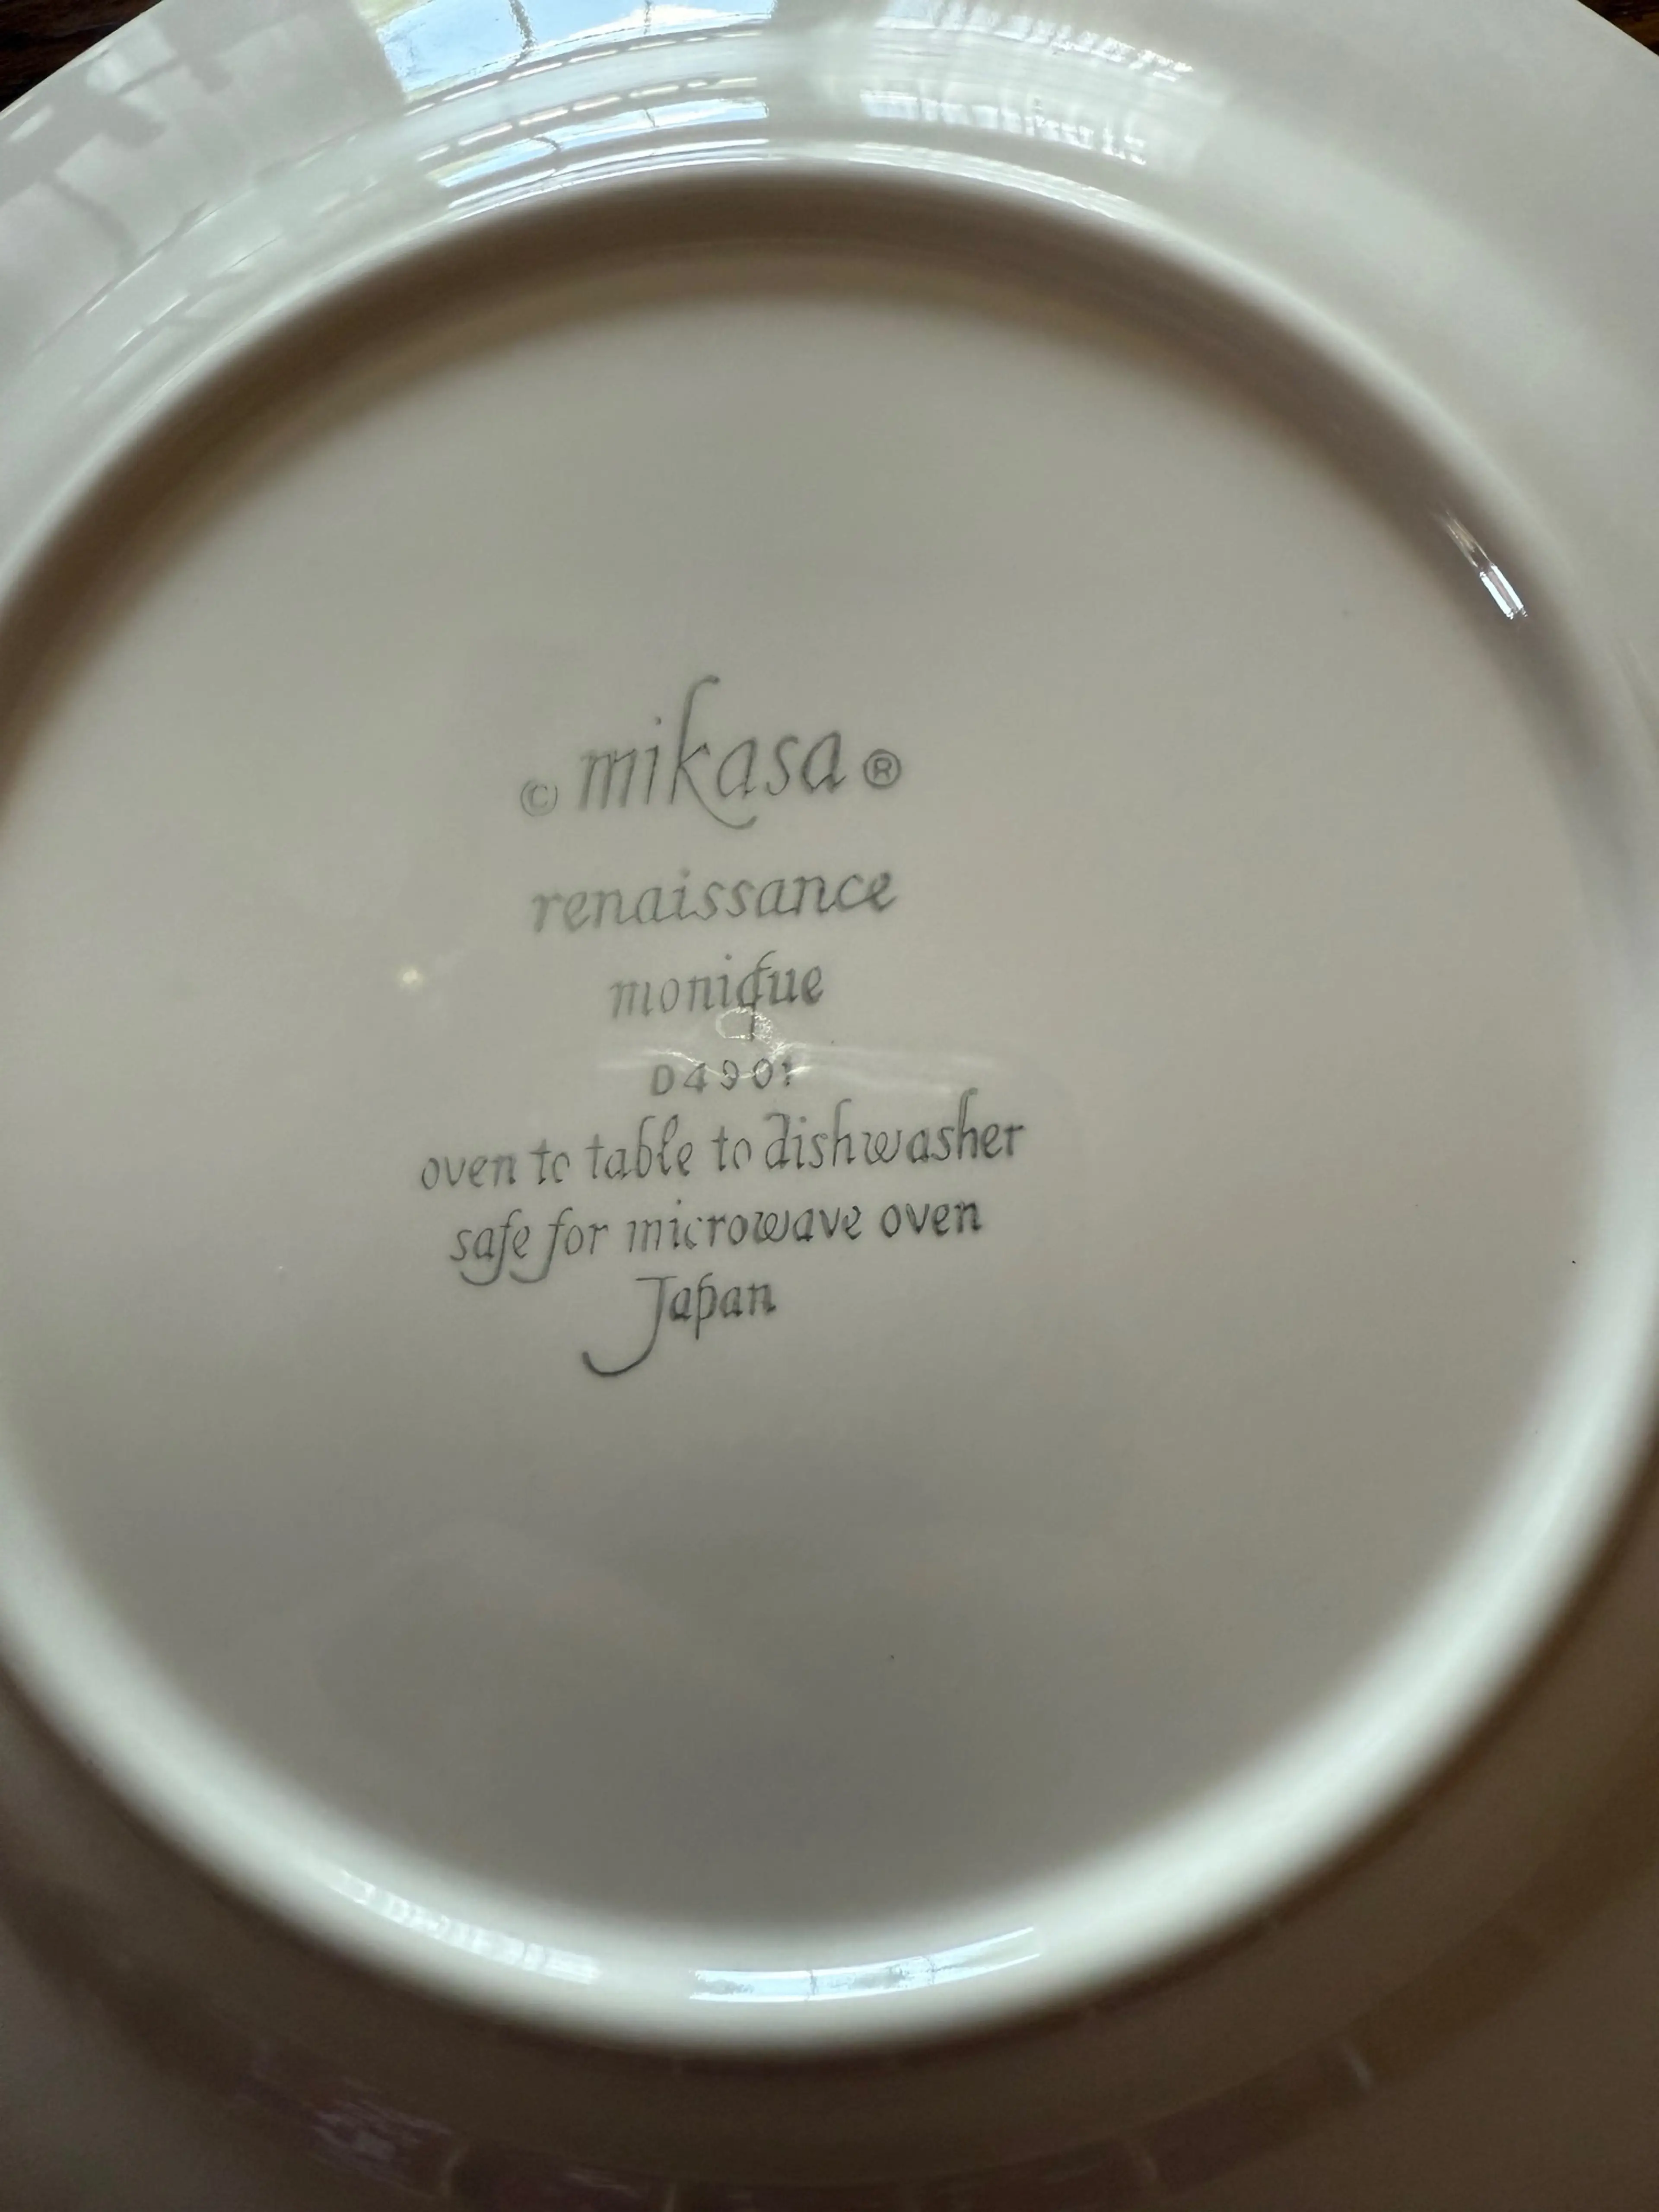 © mikasa ®
renaissance
monique
D4901
oven to table to dishwasher
safe for microwave oven
Japan